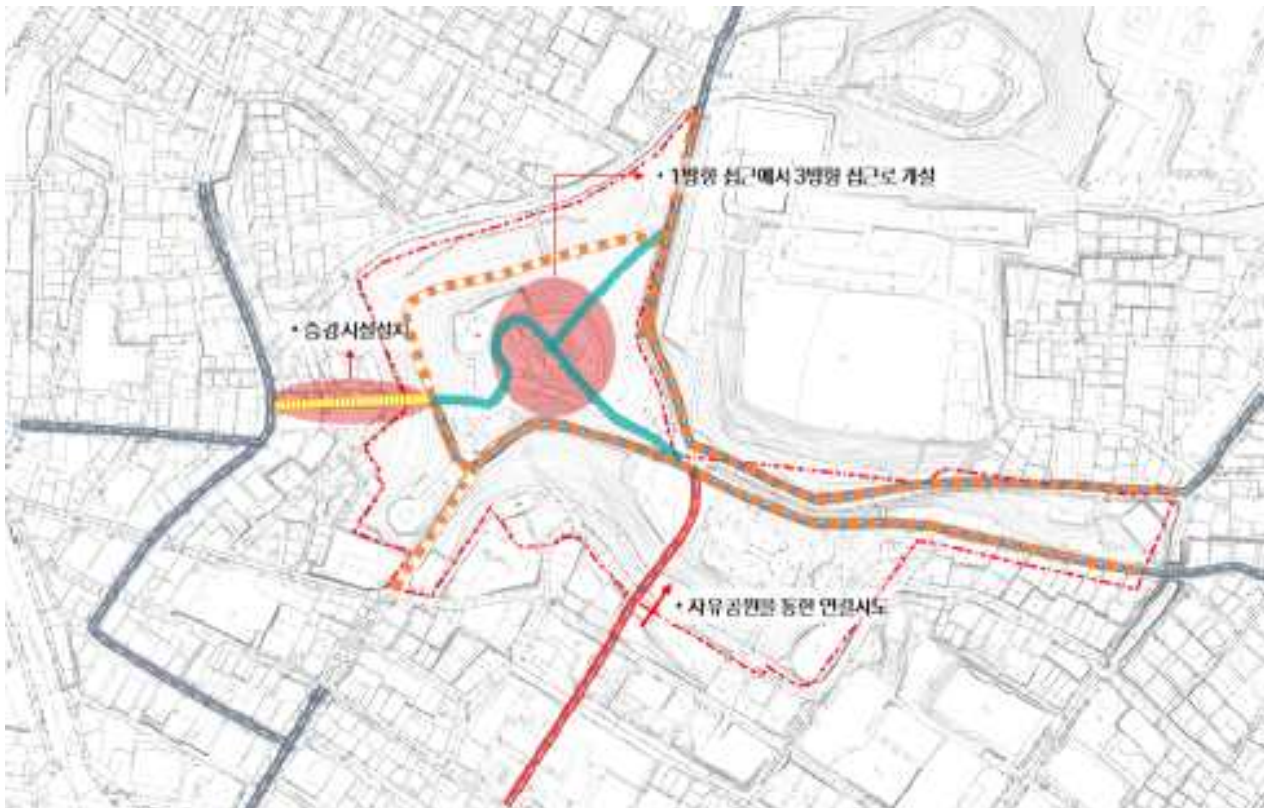 • 1방향 접근에서 3방향 접근로 개설
• 승강시설설치
• 자유공원을 통한 연결시도